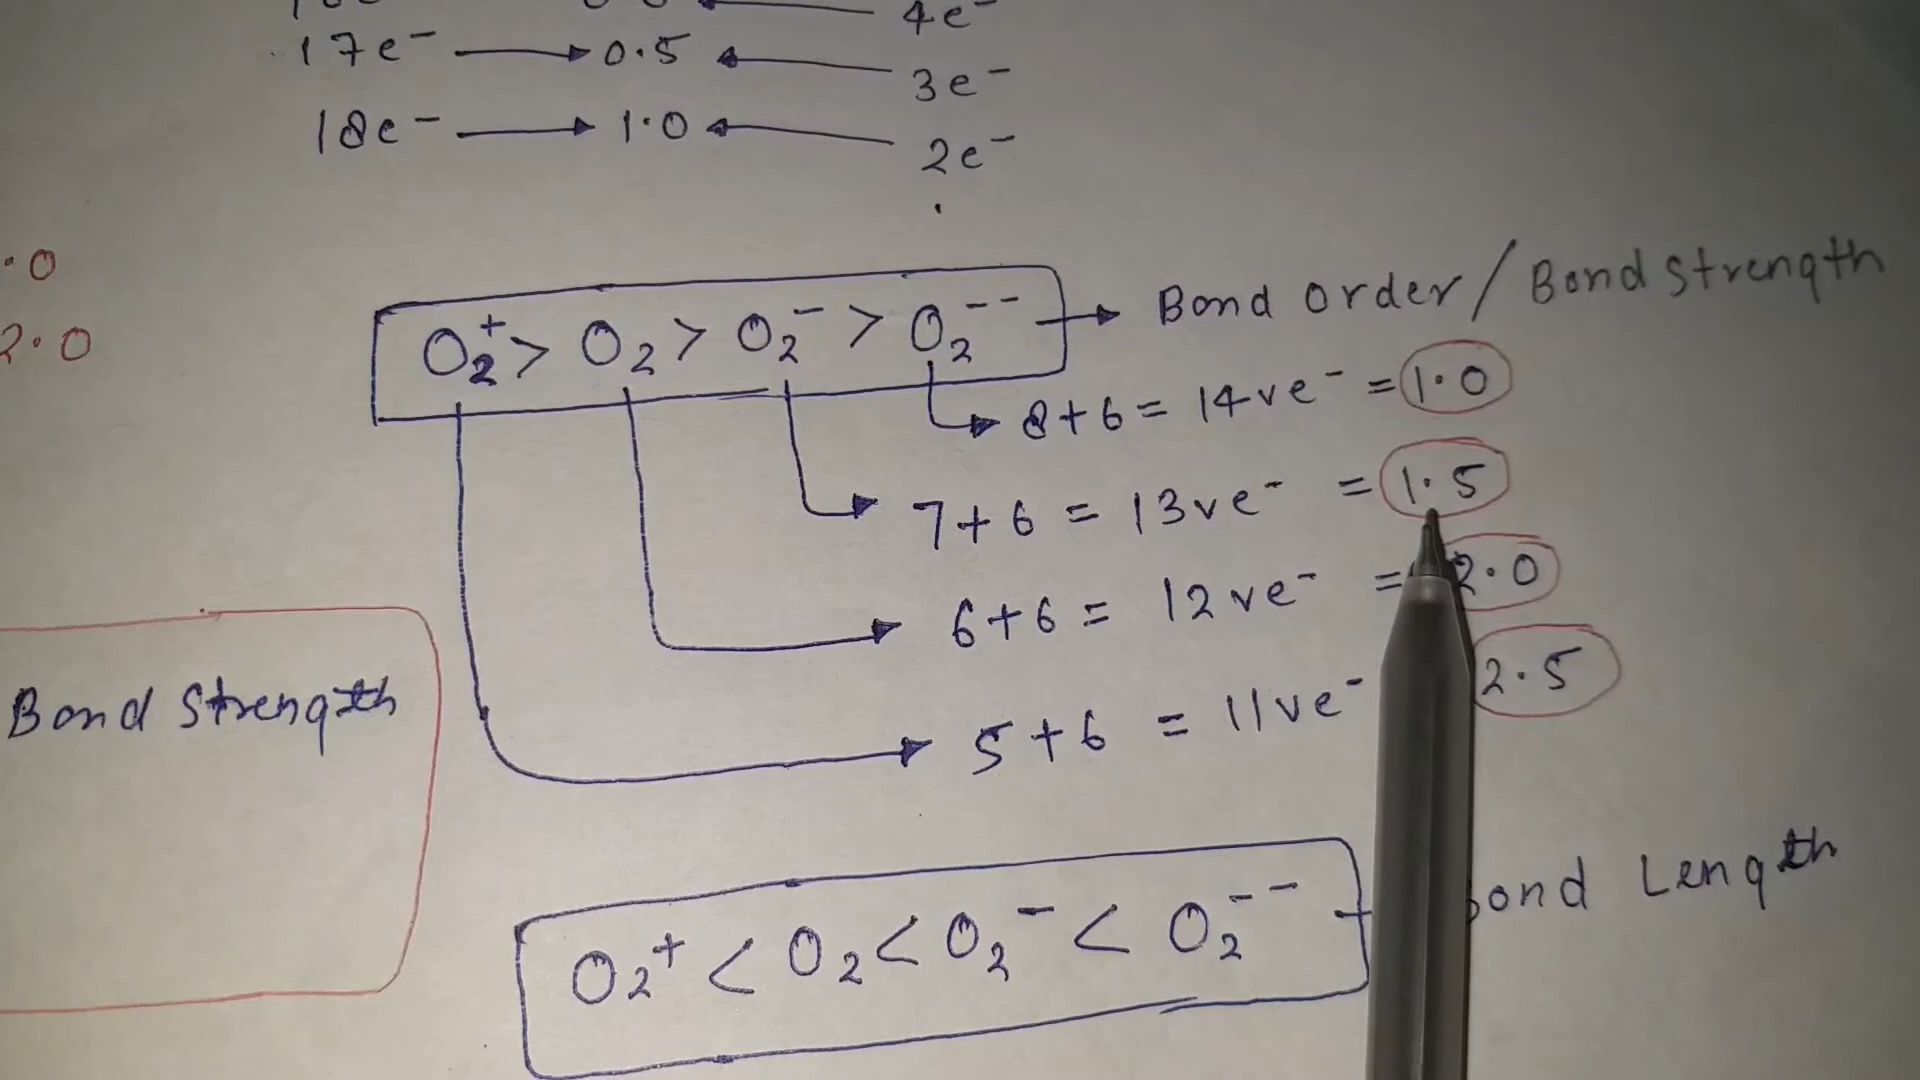 4e⁻
17e⁻ → 0.5 ← 3e⁻
18e⁻ → 1.0 ← 2e⁻
.0
2.0
O₂⁺ > O₂ > O₂⁻ > O₂⁻⁻ → Bond Order / Bond Strength
8 + 6 = 14ve⁻ = 1.0
7 + 6 = 13ve⁻ = 1.5
6 + 6 = 12ve⁻ = 2.0
5 + 6 = 11ve⁻ 2.5
Bond Strength
O₂⁺ < O₂ < O₂⁻ < O₂⁻⁻ ond Length